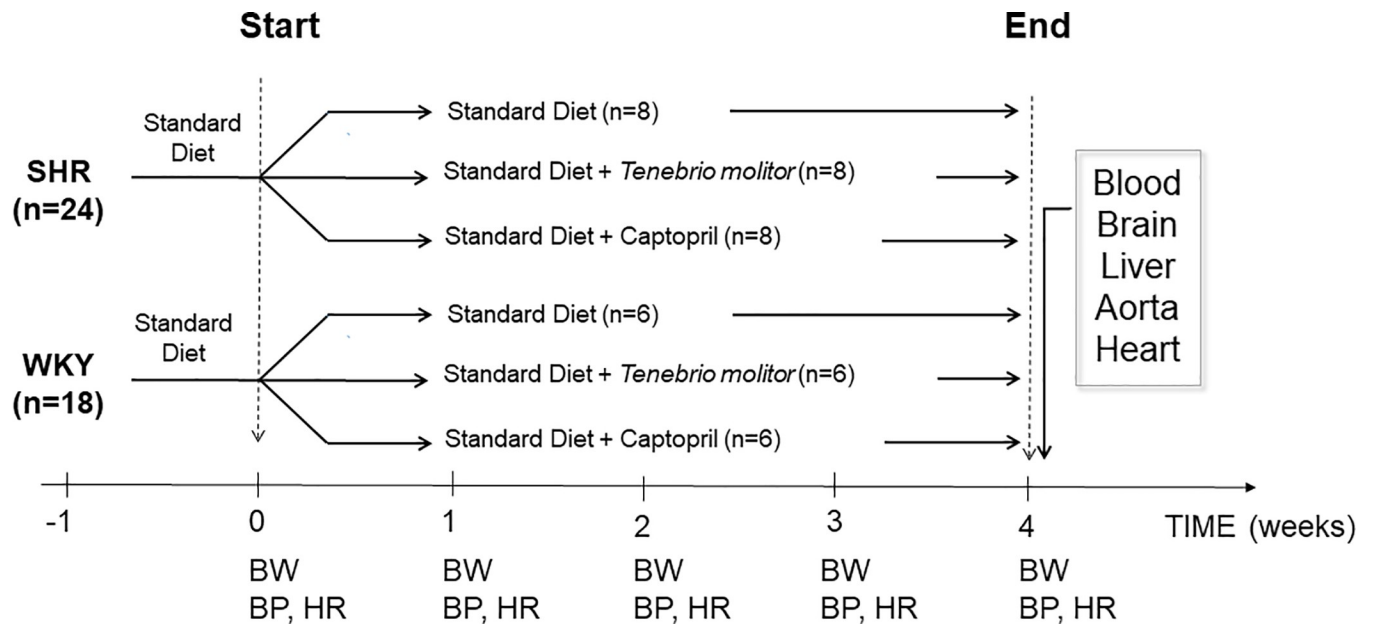 Start
End
Standard
Diet
SHR
(n=24)
Standard Diet (n=8)
Standard Diet + Tenebrio molitor (n=8)
Standard Diet + Captopril (n=8)
Standard
Diet
WKY
(n=18)
Standard Diet (n=6)
Standard Diet + Tenebrio molitor (n=6)
Standard Diet + Captopril (n=6)
Blood
Brain
Liver
Aorta
Heart
-1 0 1 2 3 4 TIME (weeks)
BW BW BW BW BW
BP, HR BP, HR BP, HR BP, HR BP, HR